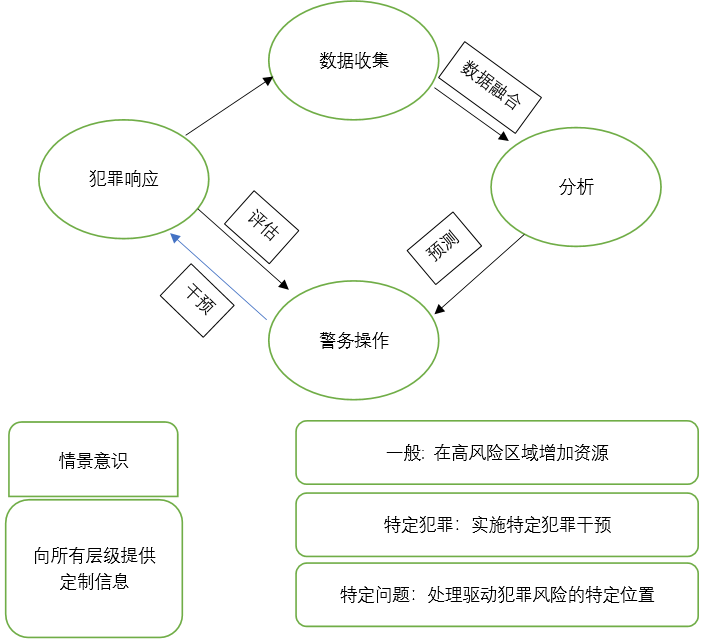 数据收集
数据融合
犯罪响应
分析
评估
预测
干预
警务操作
情景意识
向所有层级提供
定制信息
一般: 在高风险区域增加资源
特定犯罪：实施特定犯罪干预
特定问题：处理驱动犯罪风险的特定位置